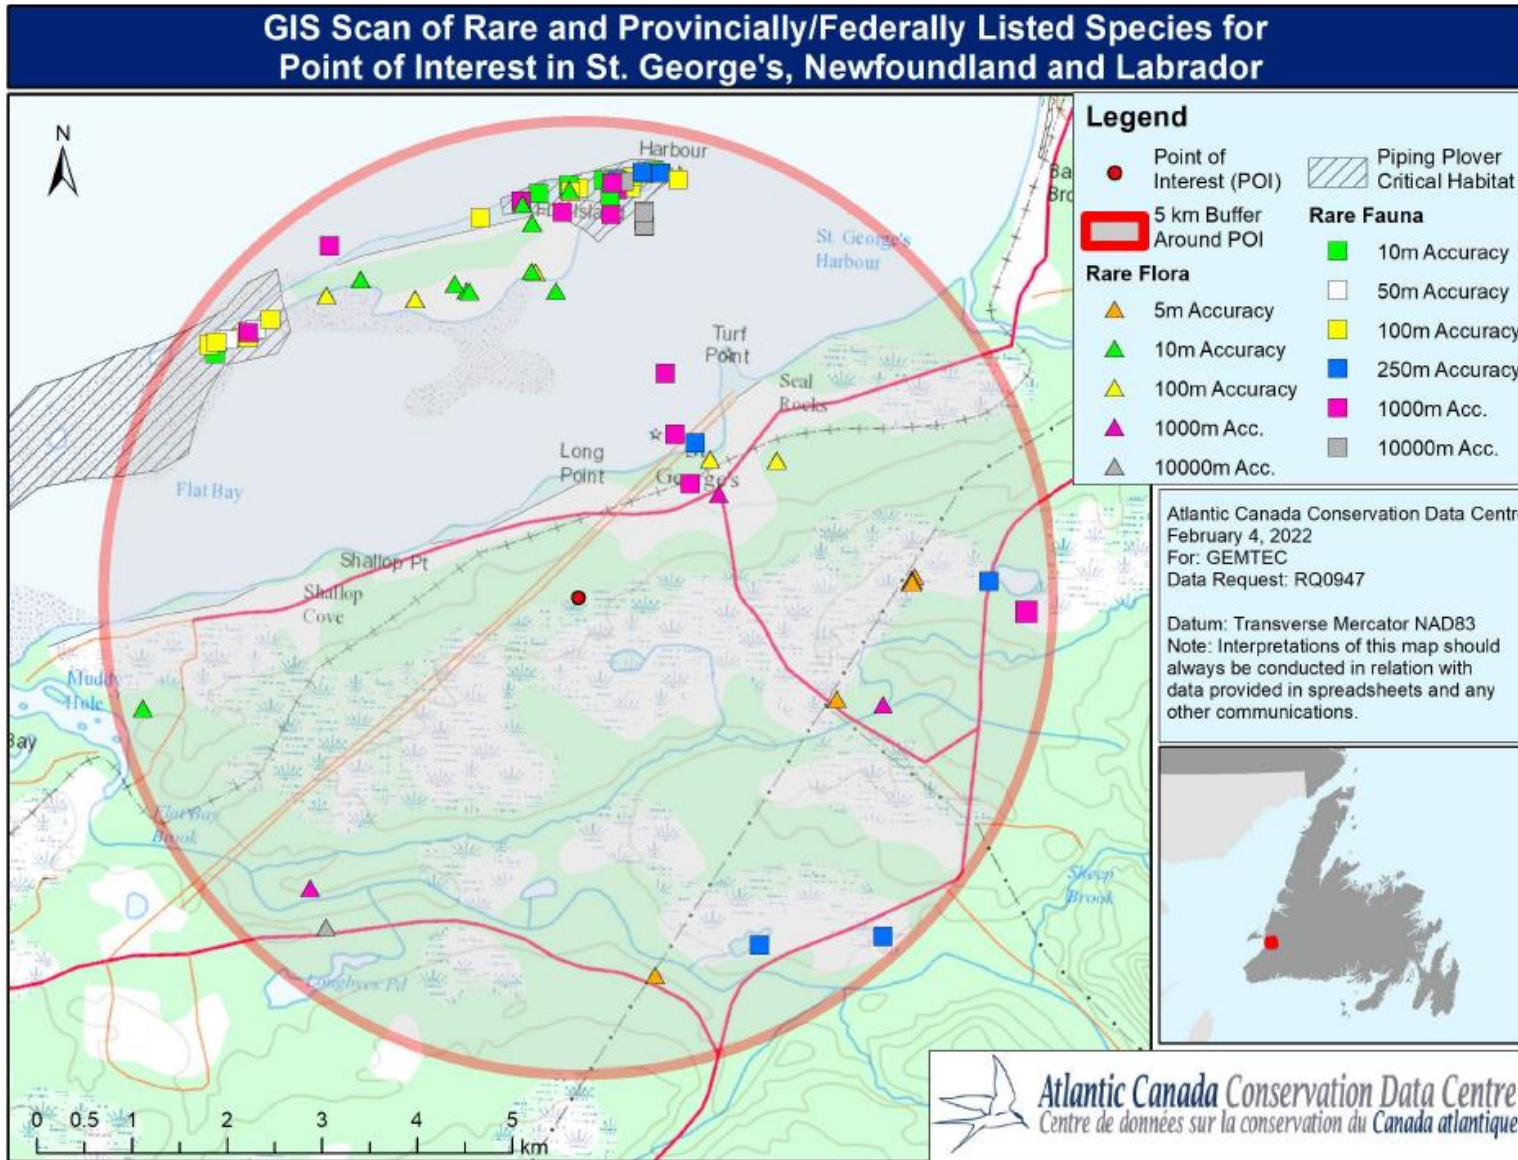 GIS Scan of Rare and Provincially/Federally Listed Species for
Point of Interest in St. George's, Newfoundland and Labrador
N
Harbour
St. George's
Harbour
Turf
Point
Seal
Rocks
Long
Point
George's
Flat Bay
Shallop Pt
Shallop
Cove
Muddy
Hole
Bay
Flat Bay
Brook
Sheep
Brook
Longbyes Pd
0 0.5 1 2 3 4 5
km
Legend
Point of
Interest (POI)
5 km Buffer
Around POI
Rare Flora
5m Accuracy
10m Accuracy
100m Accuracy
1000m Acc.
10000m Acc.
Piping Plover
Critical Habitat
Rare Fauna
10m Accuracy
50m Accuracy
100m Accuracy
250m Accuracy
1000m Acc.
10000m Acc.
Atlantic Canada Conservation Data Centre
February 4, 2022
For: GEMTEC
Data Request: RQ0947
Datum: Transverse Mercator NAD83
Note: Interpretations of this map should
always be conducted in relation with
data provided in spreadsheets and any
other communications.
Atlantic Canada Conservation Data Centre
Centre de données sur la conservation du Canada atlantique